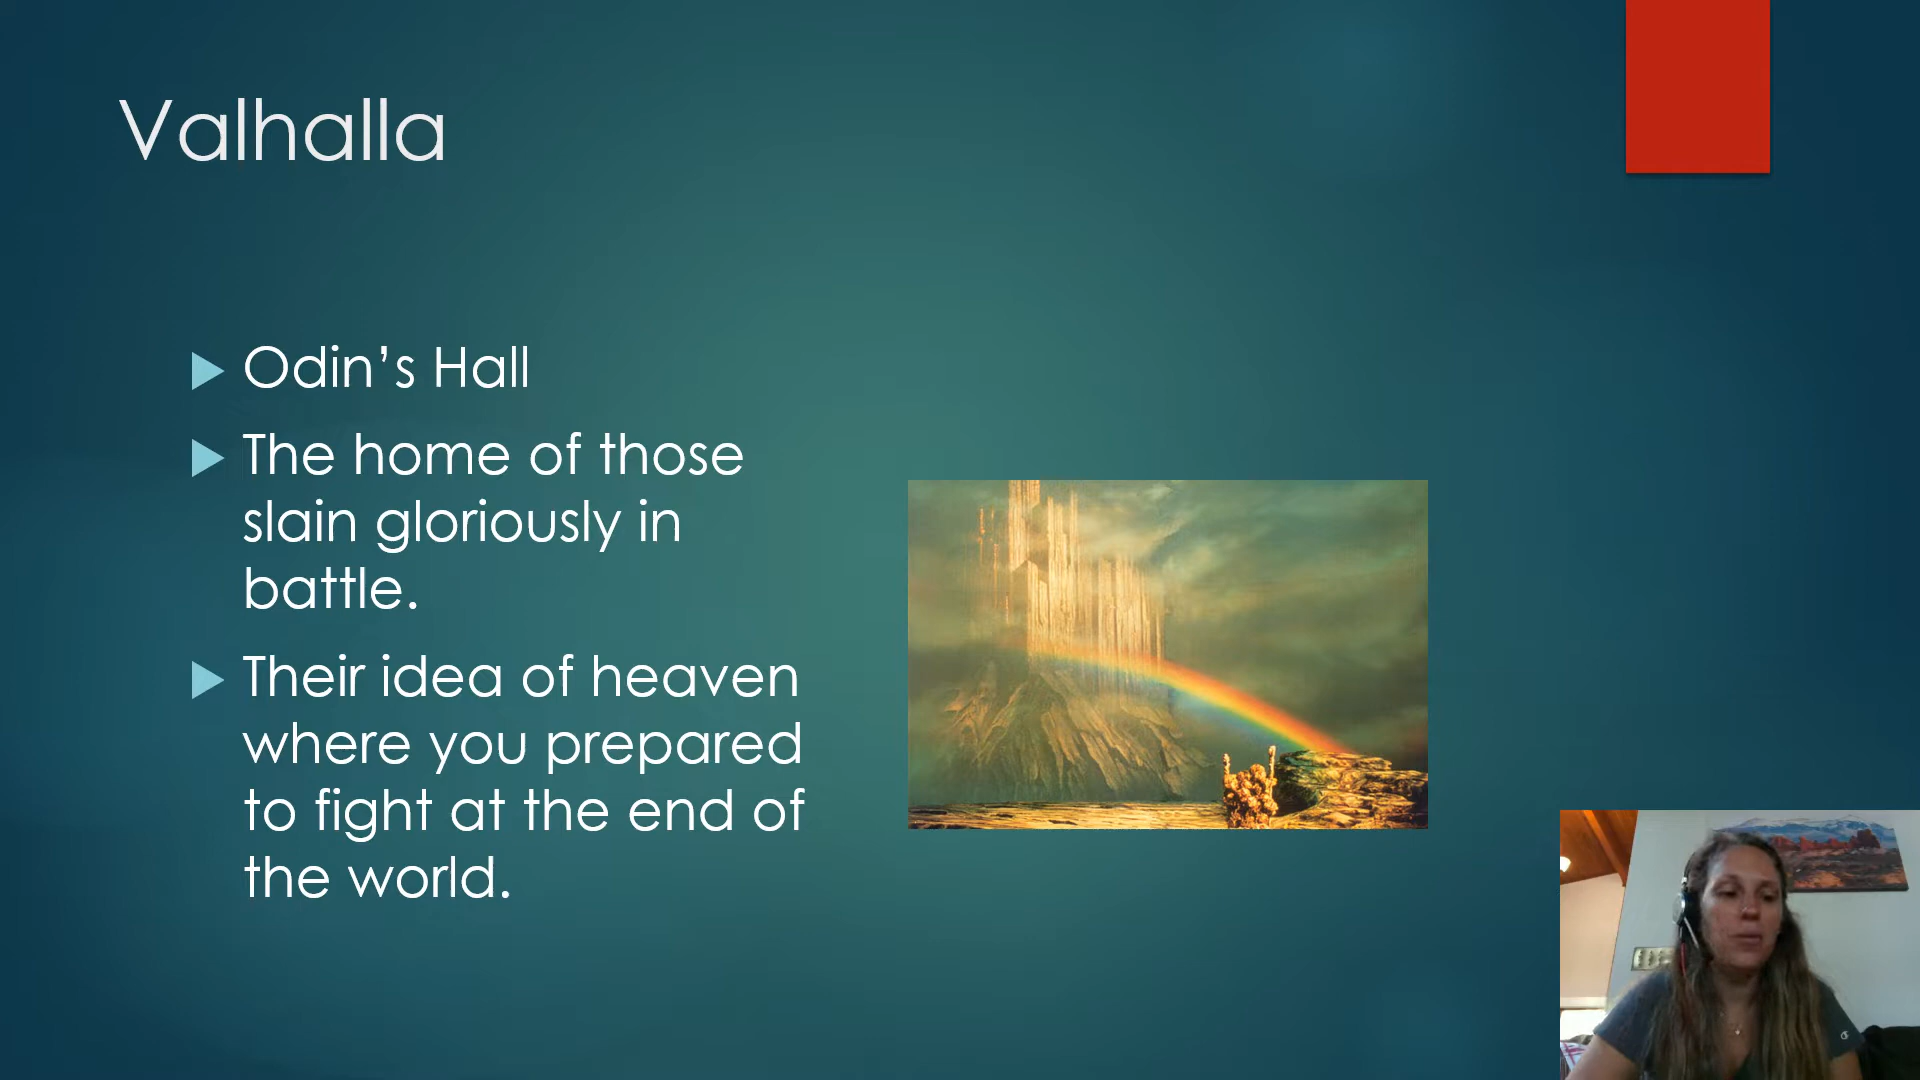 Valhalla
Odin’s Hall
The home of those
slain gloriously in
battle.
Their idea of heaven
where you prepared
to fight at the end of
the world.